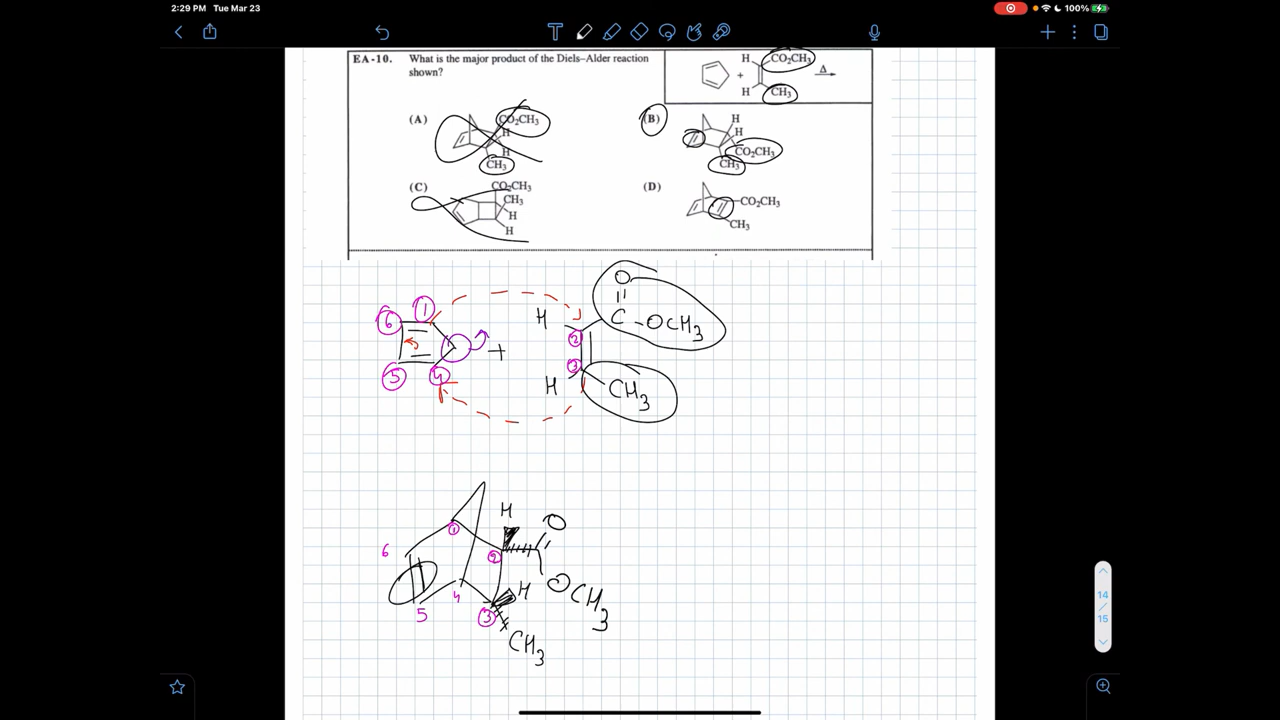 2:29 PM Tue Mar 23
100%
T
EA-10. What is the major product of the Diels–Alder reaction
shown?
H CO₂CH₃
+
Δ
H CH₃
(A)
CO₂CH₃
H
H
CH₃
(B)
H
H
CO₂CH₃
CH₃
(C)
CO₂CH₃
CH₃
H
H
(D)
CO₂CH₃
CH₃
O
6 1 H C -OCH₃
2
+
3
5 4 H CH₃
H O
1
6 2
H OCH₃
4
5 3
CH₃
14
/
15